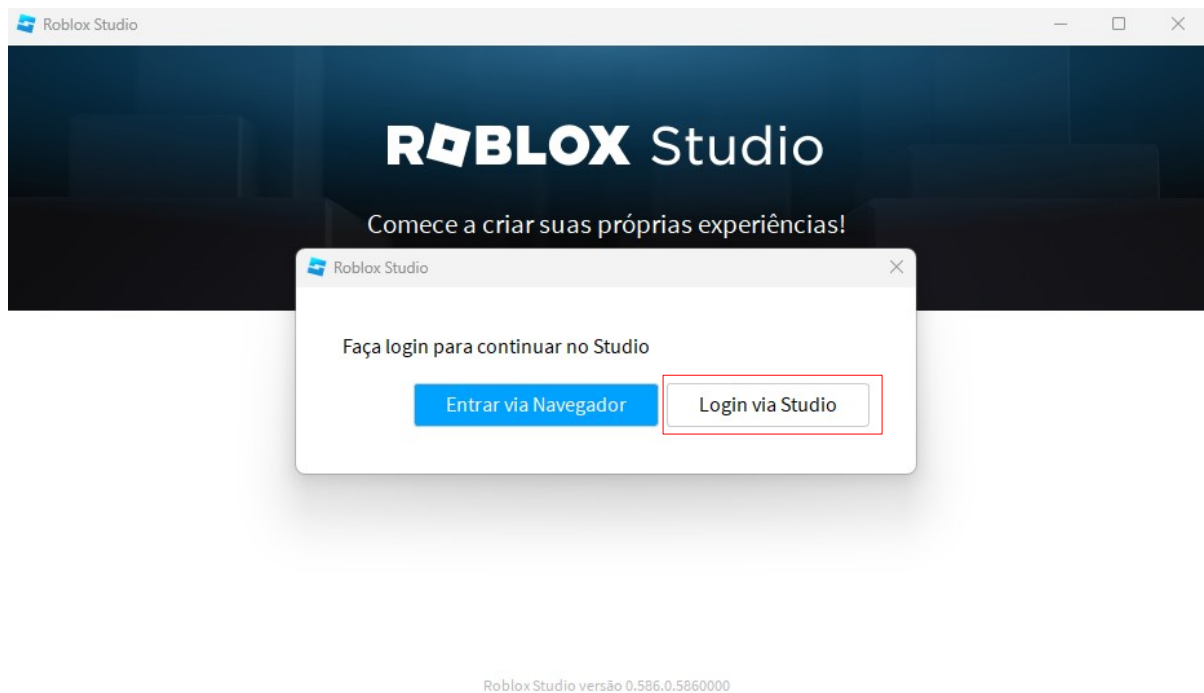 Roblox Studio
ROBLOX Studio
Comece a criar suas próprias experiências!
Roblox Studio
Faça login para continuar no Studio
Entrar via Navegador
Login via Studio
Roblox Studio versão 0.586.0.5860000